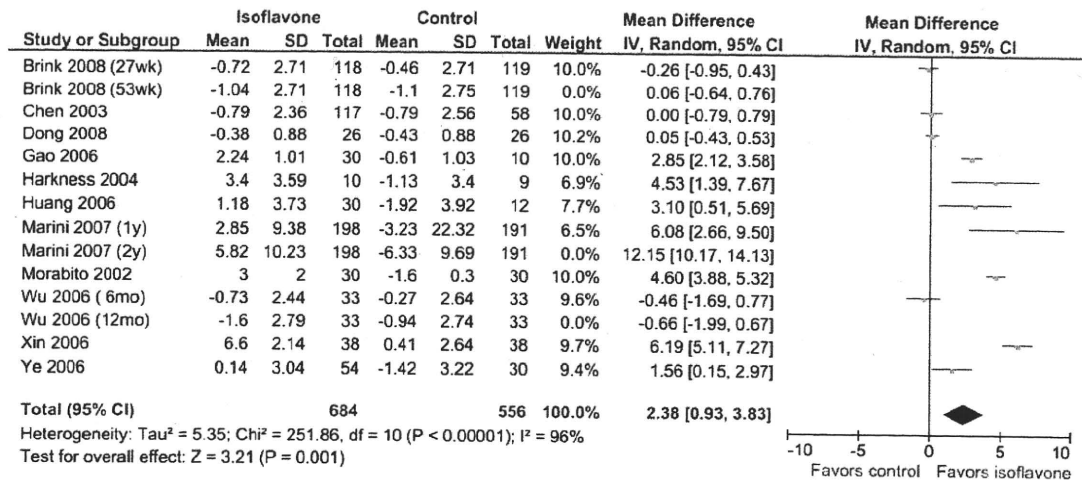 Isoflavone Control Mean Difference Mean Difference
Study or Subgroup Mean SD Total Mean SD Total Weight IV, Random, 95% CI IV, Random, 95% CI
Brink 2008 (27wk) -0.72 2.71 118 -0.46 2.71 119 10.0% -0.26 [-0.95, 0.43]
Brink 2008 (53wk) -1.04 2.71 118 -1.1 2.75 119 0.0% 0.06 [-0.64, 0.76]
Chen 2003 -0.79 2.36 117 -0.79 2.56 58 10.0% 0.00 [-0.79, 0.79]
Dong 2008 -0.38 0.88 26 -0.43 0.88 26 10.2% 0.05 [-0.43, 0.53]
Gao 2006 2.24 1.01 30 -0.61 1.03 10 10.0% 2.85 [2.12, 3.58]
Harkness 2004 3.4 3.59 10 -1.13 3.4 9 6.9% 4.53 [1.39, 7.67]
Huang 2006 1.18 3.73 30 -1.92 3.92 12 7.7% 3.10 [0.51, 5.69]
Marini 2007 (1y) 2.85 9.38 198 -3.23 22.32 191 6.5% 6.08 [2.66, 9.50]
Marini 2007 (2y) 5.82 10.23 198 -6.33 9.69 191 0.0% 12.15 [10.17, 14.13]
Morabito 2002 3 2 30 -1.6 0.3 30 10.0% 4.60 [3.88, 5.32]
Wu 2006 ( 6mo) -0.73 2.44 33 -0.27 2.64 33 9.6% -0.46 [-1.69, 0.77]
Wu 2006 (12mo) -1.6 2.79 33 -0.94 2.74 33 0.0% -0.66 [-1.99, 0.67]
Xin 2006 6.6 2.14 38 0.41 2.64 38 9.7% 6.19 [5.11, 7.27]
Ye 2006 0.14 3.04 54 -1.42 3.22 30 9.4% 1.56 [0.15, 2.97]
Total (95% CI) 684 556 100.0% 2.38 [0.93, 3.83]
Heterogeneity: Tau² = 5.35; Chi² = 251.86, df = 10 (P < 0.00001); I² = 96%
Test for overall effect: Z = 3.21 (P = 0.001)
-10 -5 0 5 10
Favors control Favors isoflavone